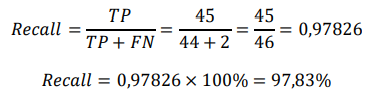 Recall = TP / (TP + FN) = 45 / (44 + 2) = 45 / 46 = 0,97826
Recall = 0,97826 × 100% = 97,83%